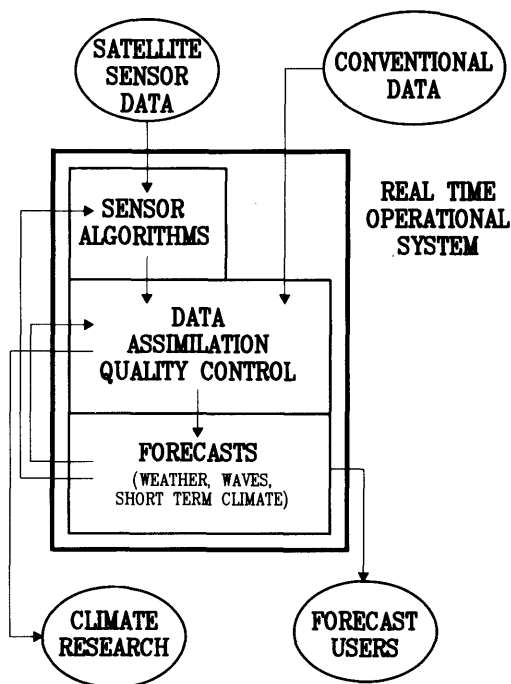 SATELLITE
SENSOR
DATA
CONVENTIONAL
DATA
REAL TIME
OPERATIONAL
SYSTEM
SENSOR
ALGORITHMS
DATA
ASSIMILATION
QUALITY CONTROL
FORECASTS
(WEATHER, WAVES,
SHORT TERM CLIMATE)
CLIMATE
RESEARCH
FORECAST
USERS